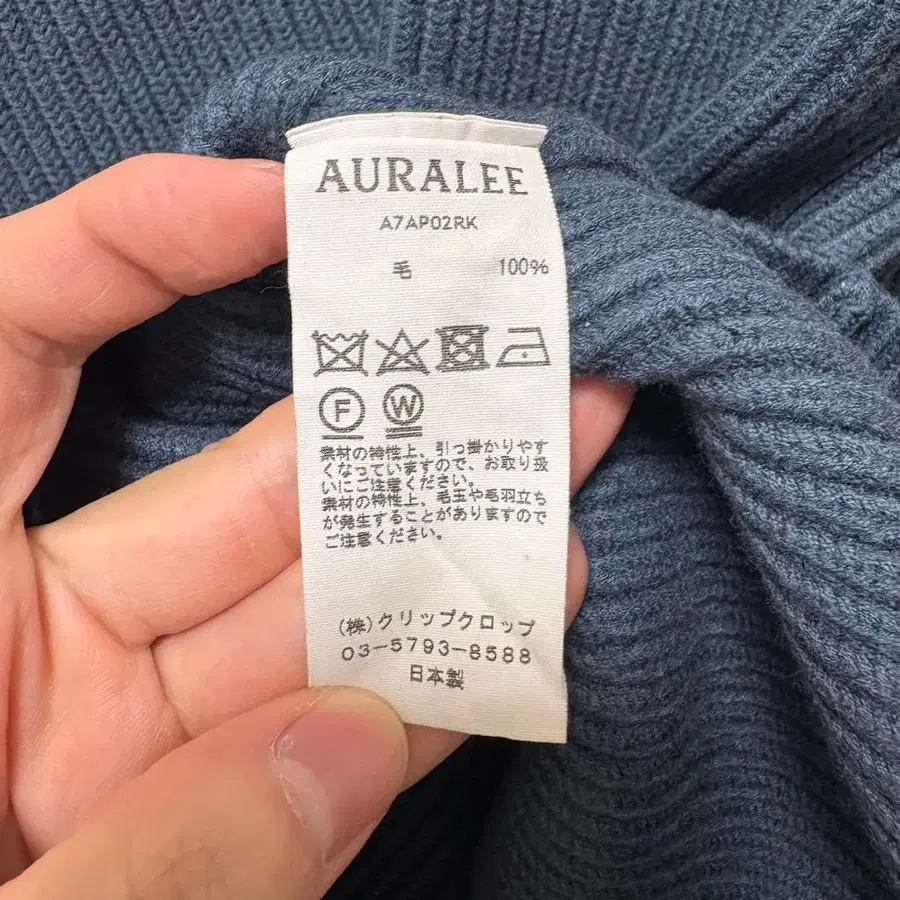 AURALEE
A7AP02RK
毛 100%
F W
素材の特性上、引っ掛かりやす
くなっていますので、お取り扱
いにご注意ください。
素材の特性上、毛玉や毛羽立ち
が発生することがありますので
ご注意ください。
(株)クリップクロップ
03-5793-8588
日本製